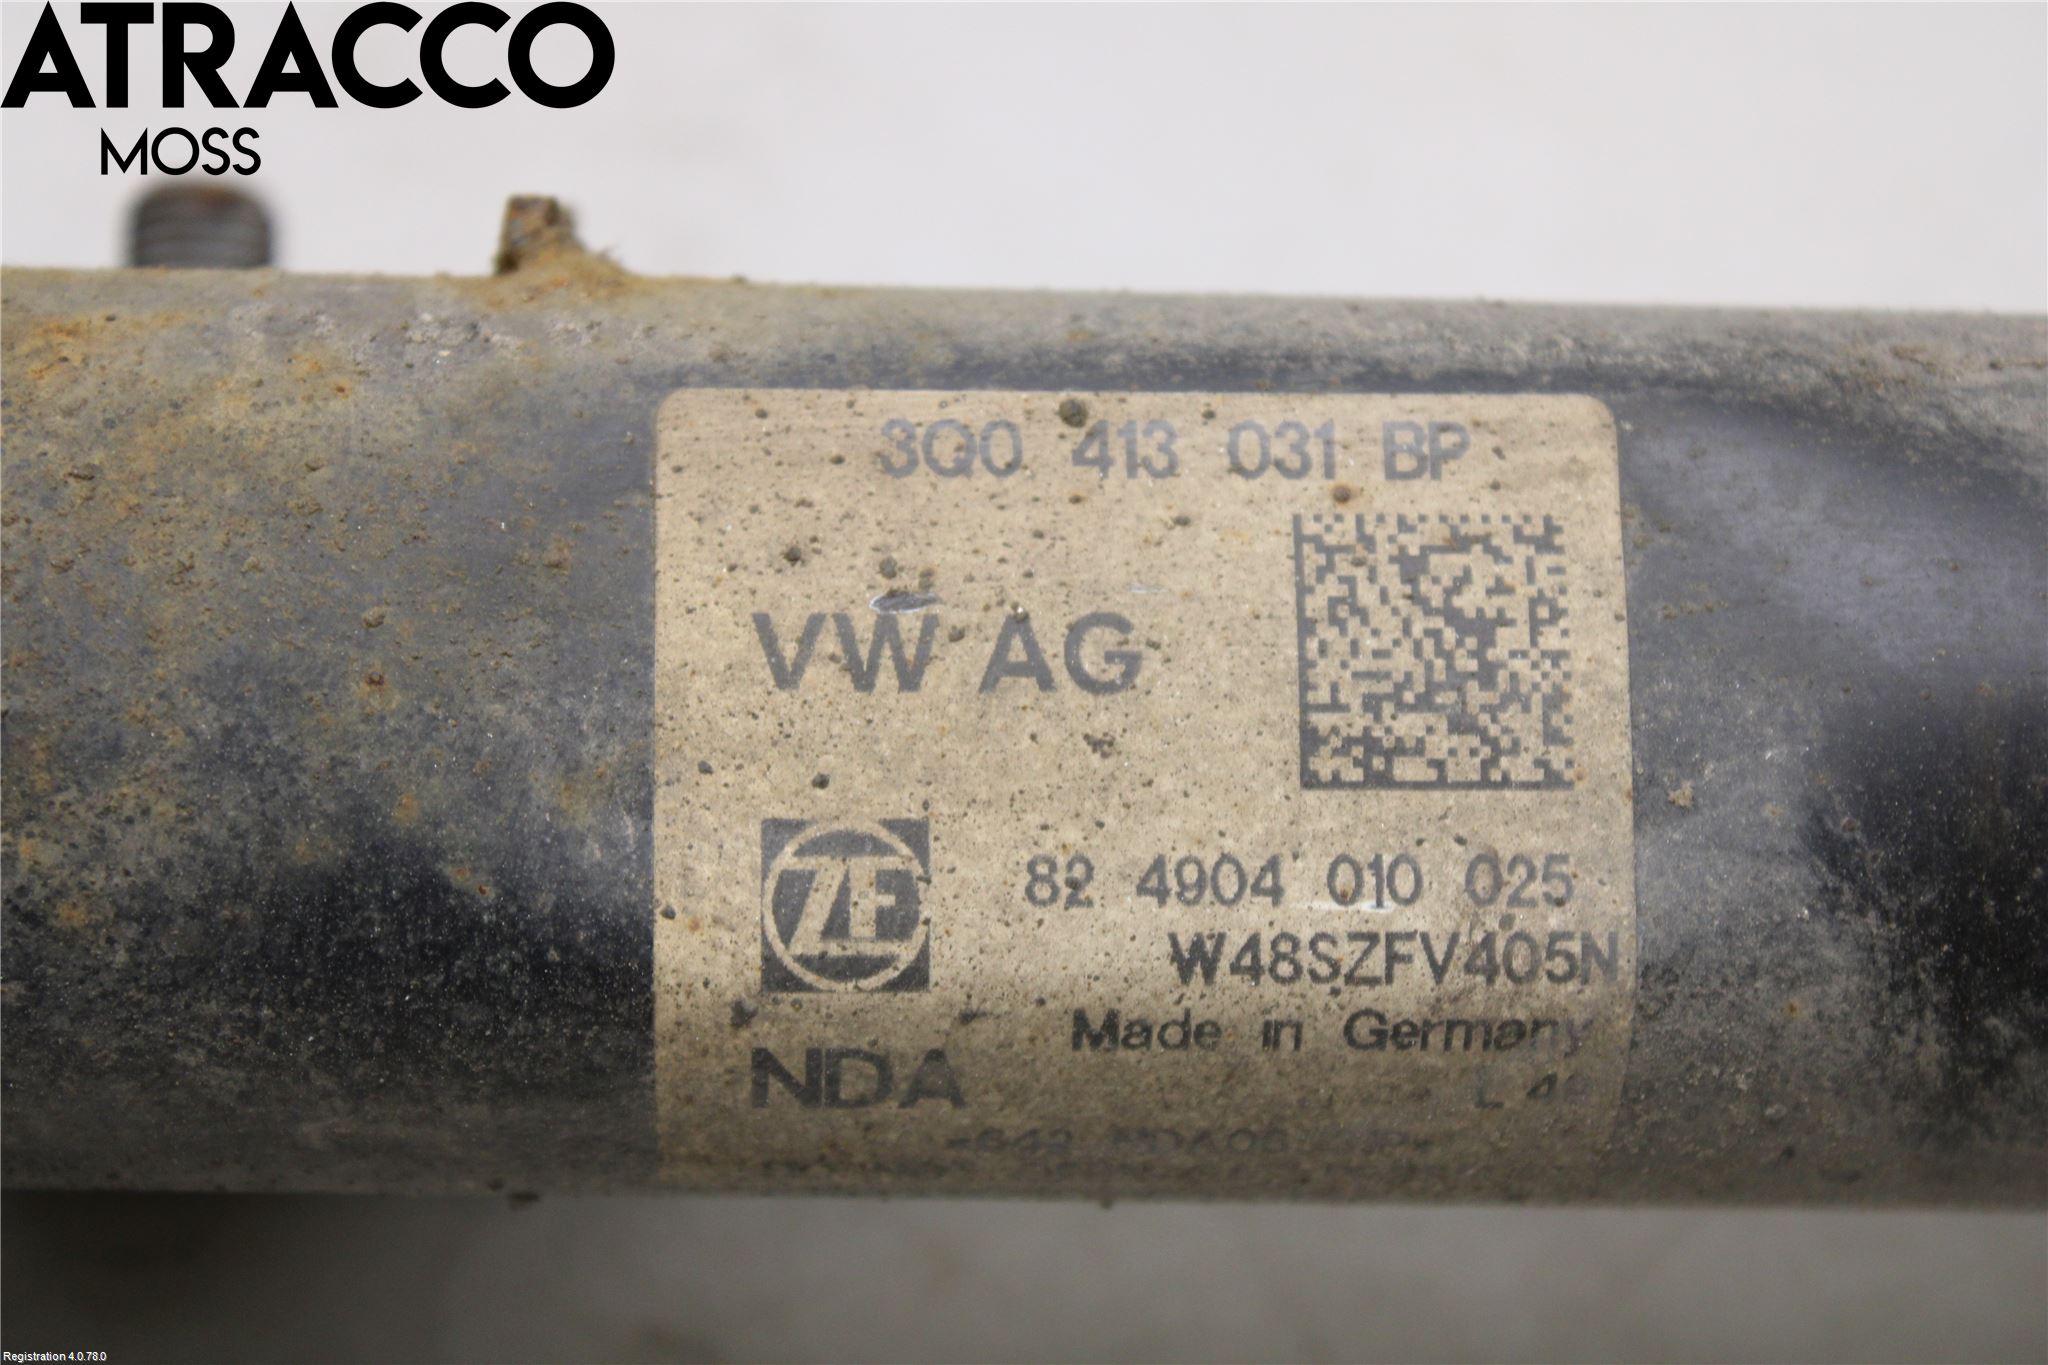 ATRACCO
MOSS
3Q0 413 031 BP
VW AG
ZF
82 4904 010 025
W48SZFV405N
Made in Germany
NDA
Registration 4.0.78.0